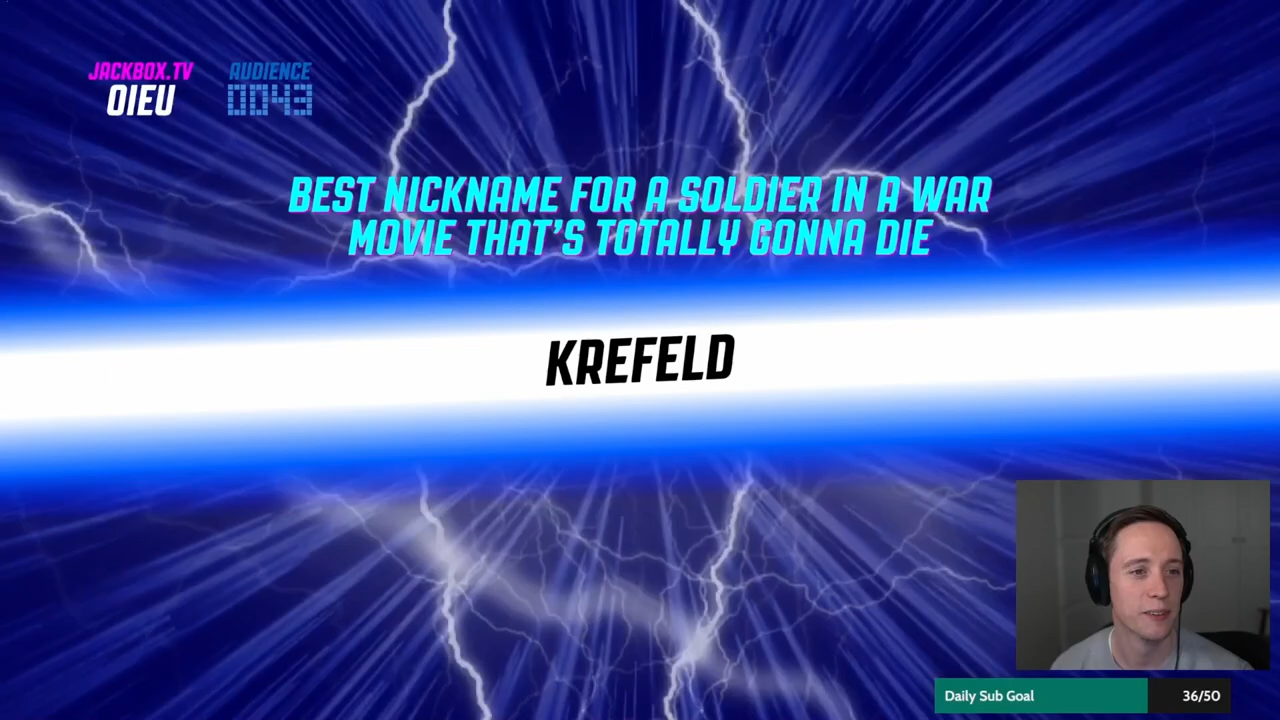 JACKBOX.TV
OIEU
AUDIENCE
0043
BEST NICKNAME FOR A SOLDIER IN A WAR
MOVIE THAT'S TOTALLY GONNA DIE
KREFELD
Daily Sub Goal
36/50